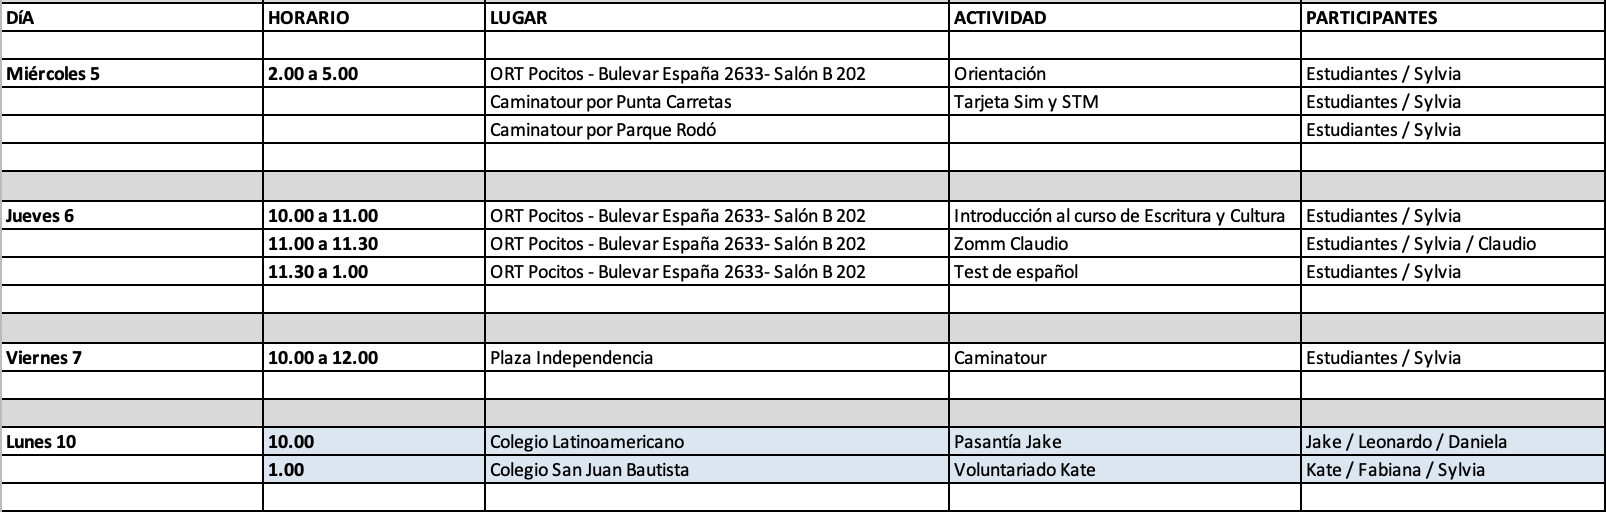 DíA HORARIO LUGAR ACTIVIDAD PARTICIPANTES
Miércoles 5 2.00 a 5.00 ORT Pocitos - Bulevar España 2633- Salón B 202 Orientación Estudiantes / Sylvia
Caminatour por Punta Carretas Tarjeta Sim y STM Estudiantes / Sylvia
Caminatour por Parque Rodó Estudiantes / Sylvia
Jueves 6 10.00 a 11.00 ORT Pocitos - Bulevar España 2633- Salón B 202 Introducción al curso de Escritura y Cultura Estudiantes / Sylvia
11.00 a 11.30 ORT Pocitos - Bulevar España 2633- Salón B 202 Zomm Claudio Estudiantes / Sylvia / Claudio
11.30 a 1.00 ORT Pocitos - Bulevar España 2633- Salón B 202 Test de español Estudiantes / Sylvia
Viernes 7 10.00 a 12.00 Plaza Independencia Caminatour Estudiantes / Sylvia
Lunes 10 10.00 Colegio Latinoamericano Pasantía Jake Jake / Leonardo / Daniela
1.00 Colegio San Juan Bautista Voluntariado Kate Kate / Fabiana / Sylvia